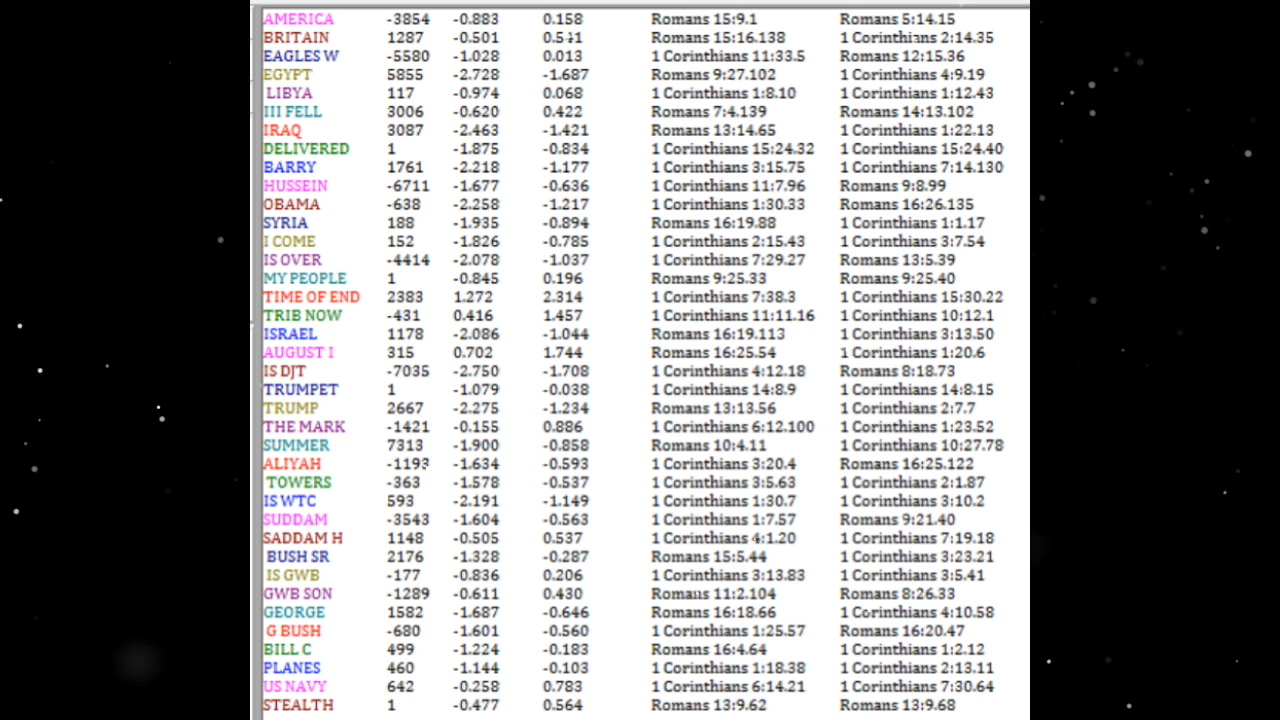 AMERICA -3854 -0.883 0.158 Romans 15:9.1 Romans 5:14.15
BRITAIN 1287 -0.501 0.541 Romans 15:16.138 1 Corinthians 2:14.35
EAGLES W -5580 -1.028 0.013 1 Corinthians 11:33.5 Romans 12:15.36
EGYPT 5855 -2.728 -1.687 Romans 9:27.102 1 Corinthians 4:9.19
LIBYA 117 -0.974 0.068 1 Corinthians 1:8.10 1 Corinthians 1:12.43
III FELL 3006 -0.620 0.422 Romans 7:4.139 Romans 14:13.102
IRAQ 3087 -2.463 -1.421 Romans 13:14.65 1 Corinthians 1:22.13
DELIVERED 1 -1.875 -0.834 1 Corinthians 15:24.32 1 Corinthians 15:24.40
BARRY 1761 -2.218 -1.177 1 Corinthians 3:15.75 1 Corinthians 7:14.130
HUSSEIN -6711 -1.677 -0.636 1 Corinthians 11:7.96 Romans 9:8.99
OBAMA -638 -2.258 -1.217 1 Corinthians 1:30.33 Romans 16:26.135
SYRIA 188 -1.935 -0.894 Romans 16:19.88 1 Corinthians 1:1.17
I COME 152 -1.826 -0.785 1 Corinthians 2:15.43 1 Corinthians 3:7.54
IS OVER -4414 -2.078 -1.037 1 Corinthians 7:29.27 Romans 13:5.39
MY PEOPLE 1 -0.845 0.196 Romans 9:25.33 Romans 9:25.40
TIME OF END 2383 1.272 2.314 1 Corinthians 7:38.3 1 Corinthians 15:30.22
TRIB NOW -431 0.416 1.457 1 Corinthians 11:11.16 1 Corinthians 10:12.1
ISRAEL 1178 -2.086 -1.044 Romans 16:19.113 1 Corinthians 3:13.50
AUGUST I 315 0.702 1.744 Romans 16:25.54 1 Corinthians 1:20.6
IS DJT -7035 -2.750 -1.708 1 Corinthians 4:12.18 Romans 8:18.73
TRUMPET 1 -1.079 -0.038 1 Corinthians 14:8.9 1 Corinthians 14:8.15
TRUMP 2667 -2.275 -1.234 Romans 13:13.56 1 Corinthians 2:7.7
THE MARK -1421 -0.155 0.886 1 Corinthians 6:12.100 1 Corinthians 1:23.52
SUMMER 7313 -1.900 -0.858 Romans 10:4.11 1 Corinthians 10:27.78
ALIYAH -1193 -1.634 -0.593 1 Corinthians 3:20.4 Romans 16:25.122
TOWERS -363 -1.578 -0.537 1 Corinthians 3:5.63 1 Corinthians 2:1.87
IS WTC 593 -2.191 -1.149 1 Corinthians 1:30.7 1 Corinthians 3:10.2
SUDDAM -3543 -1.604 -0.563 1 Corinthians 1:7.57 Romans 9:21.40
SADDAM H 1148 -0.505 0.537 1 Corinthians 4:1.20 1 Corinthians 7:19.18
BUSH SR 2176 -1.328 -0.287 Romans 15:5.44 1 Corinthians 3:23.21
IS GWB -177 -0.836 0.206 1 Corinthians 3:13.83 1 Corinthians 3:5.41
GWB SON -1289 -0.611 0.430 Romans 11:2.104 Romans 8:26.33
GEORGE 1582 -1.687 -0.646 Romans 16:18.66 1 Corinthians 4:10.58
G BUSH -680 -1.601 -0.560 1 Corinthians 1:25.57 Romans 16:20.47
BILL C 499 -1.224 -0.183 Romans 16:4.64 1 Corinthians 1:2.12
PLANES 460 -1.144 -0.103 1 Corinthians 1:18.38 1 Corinthians 2:13.11
US NAVY 642 -0.258 0.783 1 Corinthians 6:14.21 1 Corinthians 7:30.64
STEALTH 1 -0.477 0.564 Romans 13:9.62 Romans 13:9.68